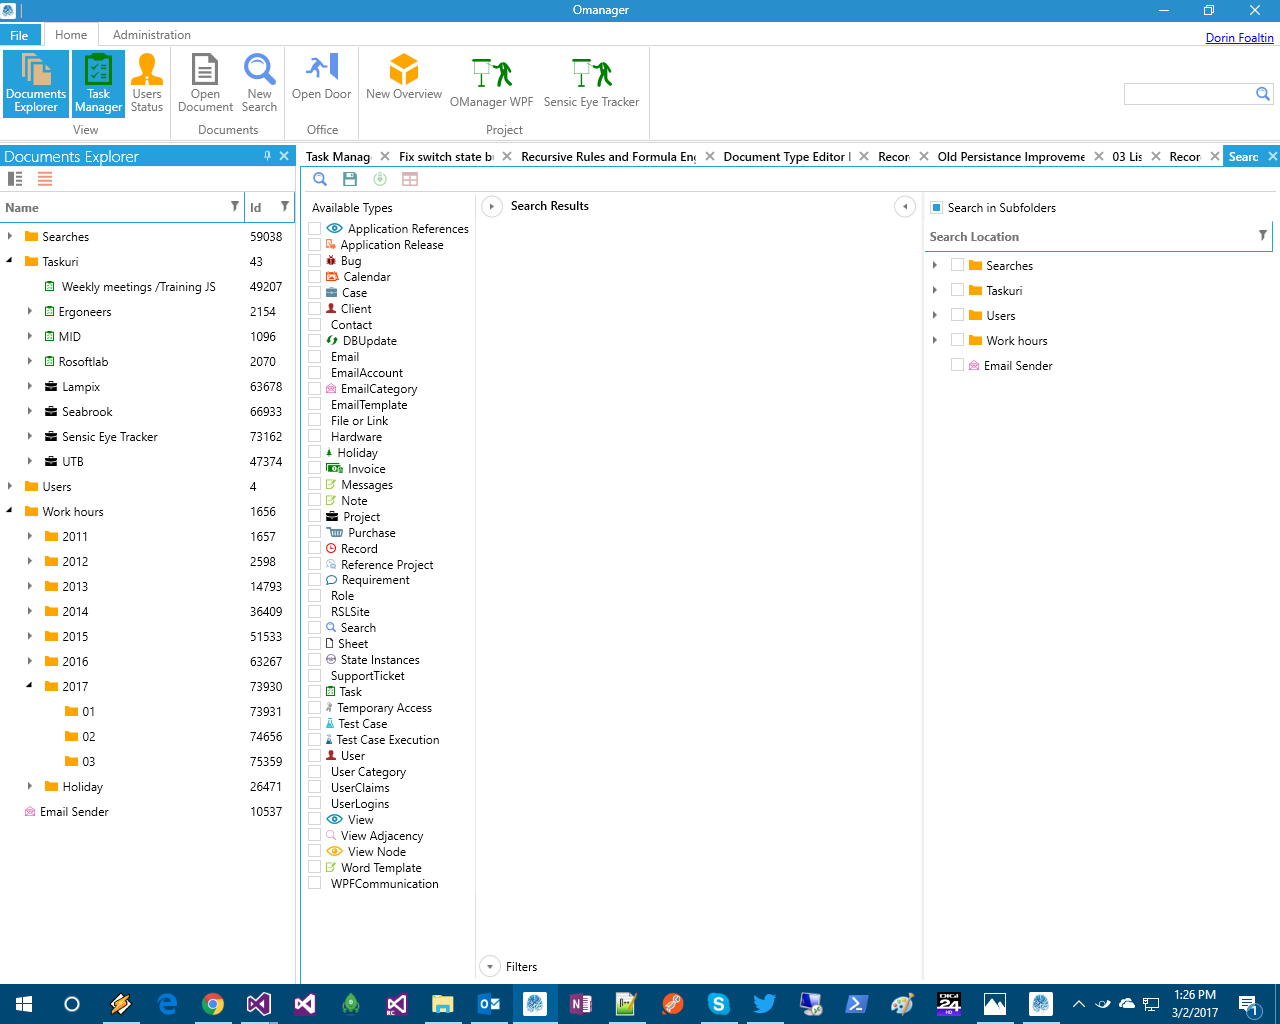 Omanager
File Home Administration
Dorin Foaltin
Documents Explorer
Task Manager
Users Status
View
Open Document
New Search
Documents
Open Door
Office
New Overview
OManager WPF
Sensic Eye Tracker
Project
Documents Explorer
Task Manag Fix switch state b Recursive Rules and Formula Eng Document Type Editor Recor Old Persistance Improveme 03 Lis Recor Searc
Name Id
Searches 59038
Taskuri 43
Weekly meetings /Training JS 49207
Ergoneers 2154
MID 1096
Rosoftlab 2070
Lampix 63678
Seabrook 66933
Sensic Eye Tracker 73162
UTB 47374
Users 4
Work hours 1656
2011 1657
2012 2598
2013 14793
2014 36409
2015 51533
2016 63267
2017 73930
01 73931
02 74656
03 75359
Holiday 26471
Email Sender 10537
Available Types
Application References
Application Release
Bug
Calendar
Case
Client
Contact
DBUpdate
Email
EmailAccount
EmailCategory
EmailTemplate
File or Link
Hardware
Holiday
Invoice
Messages
Note
Project
Purchase
Record
Reference Project
Requirement
Role
RSLSite
Search
Sheet
State Instances
SupportTicket
Task
Temporary Access
Test Case
Test Case Execution
User
User Category
UserClaims
UserLogins
View
View Adjacency
View Node
Word Template
WPFCommunication
Search Results
Filters
Search in Subfolders
Search Location
Searches
Taskuri
Users
Work hours
Email Sender
1:26 PM
3/2/2017